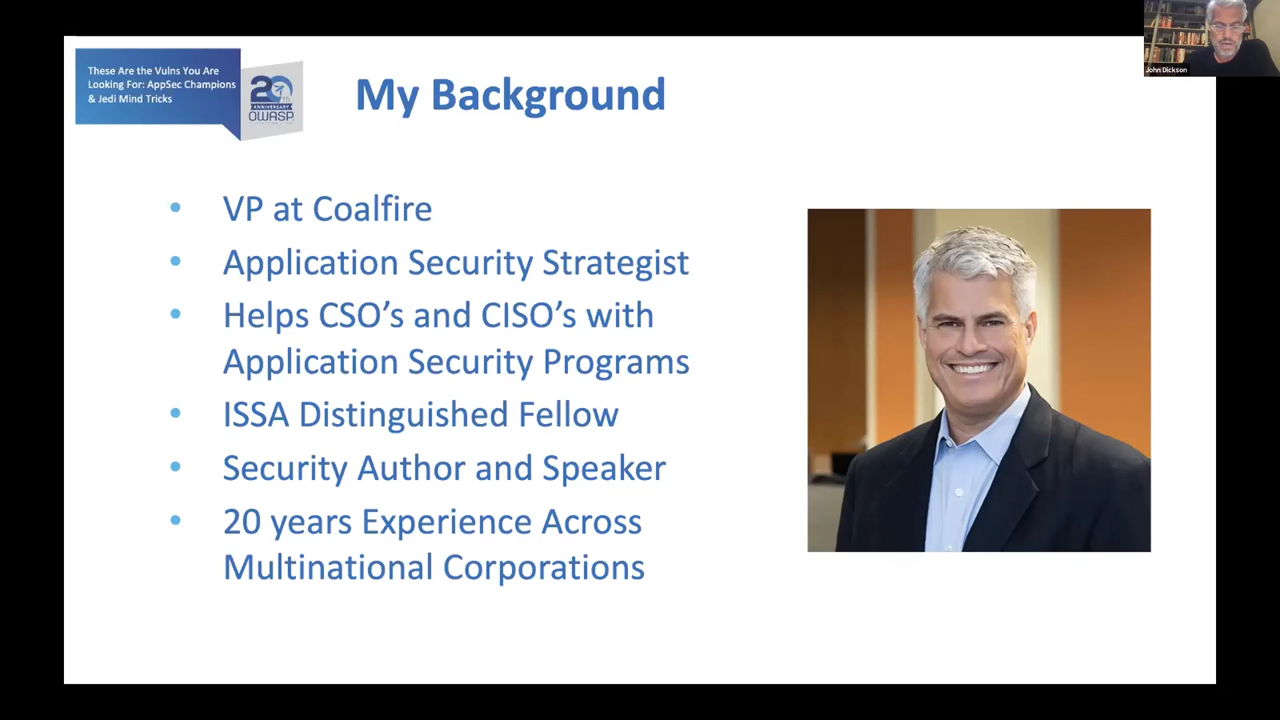 These Are the Vulns You Are
Looking For: AppSec Champions
& Jedi Mind Tricks
20th
ANNIVERSARY
OWASP
My Background
John Dickson
• VP at Coalfire
• Application Security Strategist
• Helps CSO’s and CISO’s with
Application Security Programs
• ISSA Distinguished Fellow
• Security Author and Speaker
• 20 years Experience Across
Multinational Corporations